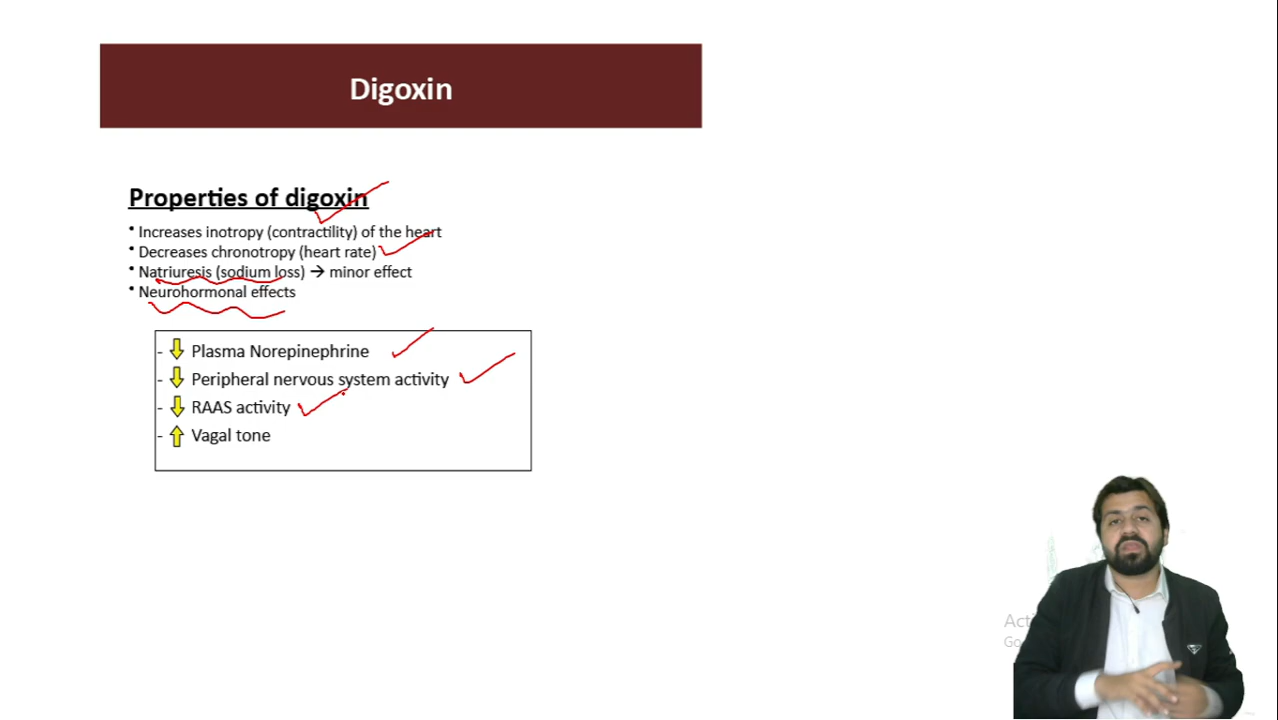 Digoxin
Properties of digoxin
• Increases inotropy (contractility) of the heart
• Decreases chronotropy (heart rate)
• Natriuresis (sodium loss) → minor effect
• Neurohormonal effects
- ⇩ Plasma Norepinephrine
- ⇩ Peripheral nervous system activity
- ⇩ RAAS activity
- ⇧ Vagal tone